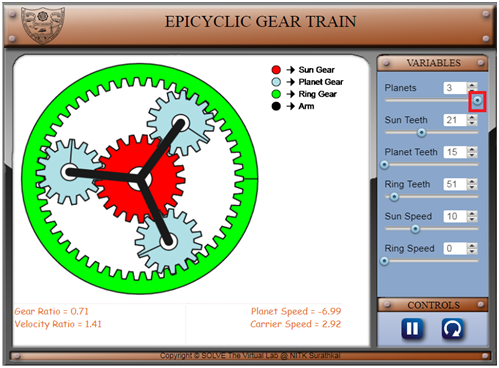 EPICYCLIC GEAR TRAIN
→ Sun Gear
→ Planet Gear
→ Ring Gear
→ Arm
VARIABLES
Planets 3
Sun Teeth 21
Planet Teeth 15
Ring Teeth 51
Sun Speed 10
Ring Speed 0
Gear Ratio = 0.71
Velocity Ratio = 1.41
Planet Speed = -6.99
Carrier Speed = 2.92
CONTROLS
Copyright © SOLVE The Virtual Lab @ NITK Surathkal